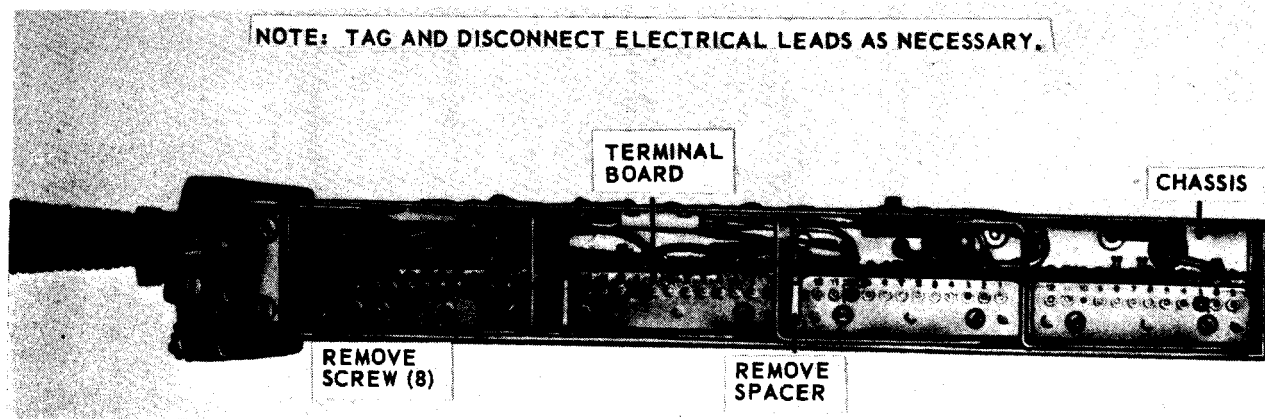 NOTE: TAG AND DISCONNECT ELECTRICAL LEADS AS NECESSARY.
TERMINAL
BOARD
CHASSIS
REMOVE
SCREW (8)
REMOVE
SPACER